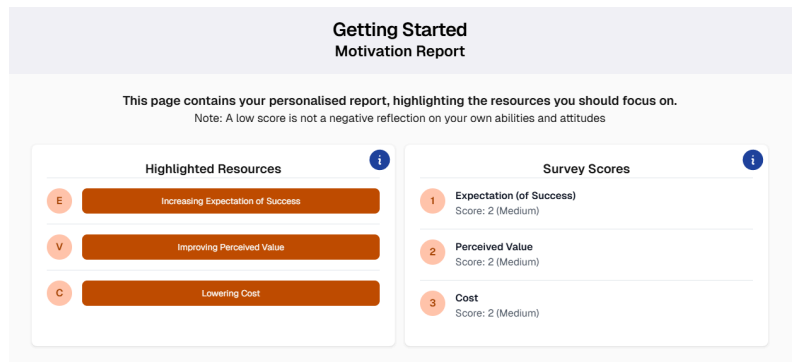 Getting Started
Motivation Report
This page contains your personalised report, highlighting the resources you should focus on.
Note: A low score is not a negative reflection on your own abilities and attitudes
i
Highlighted Resources
E
Increasing Expectation of Success
V
Improving Perceived Value
C
Lowering Cost
i
Survey Scores
1
Expectation (of Success)
Score: 2 (Medium)
2
Perceived Value
Score: 2 (Medium)
3
Cost
Score: 2 (Medium)